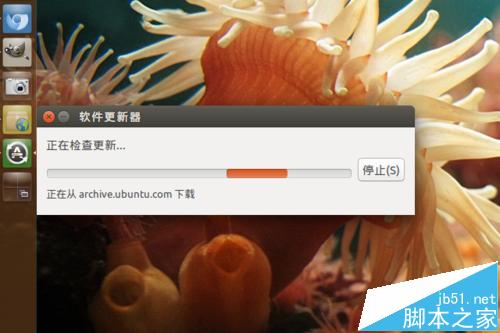 软件更新器
正在检查更新...
停止(S)
正在从 archive.ubuntu.com 下载
jb51.net
脚本之家